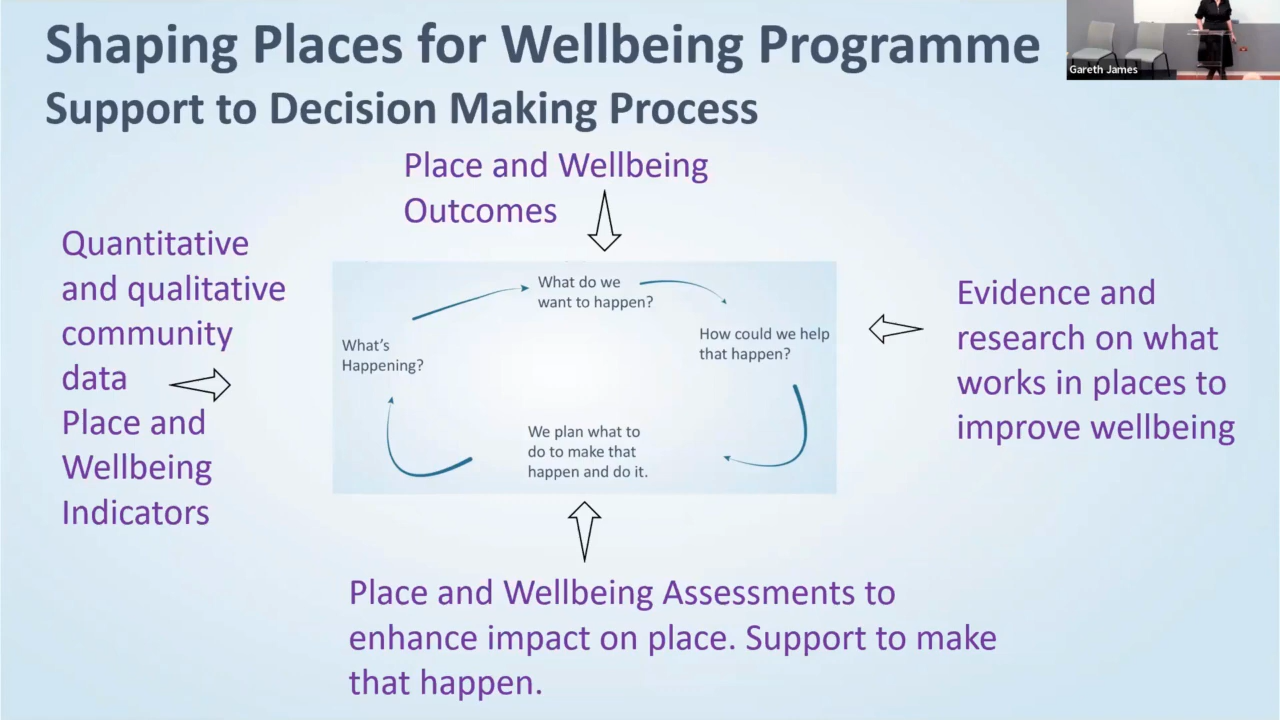 Shaping Places for Wellbeing Programme
Support to Decision Making Process
Gareth James
Place and Wellbeing
Outcomes
Quantitative
and qualitative
community
data
Place and
Wellbeing
Indicators
What do we
want to happen?
How could we help
that happen?
What's
Happening?
We plan what to
do to make that
happen and do it.
Evidence and
research on what
works in places to
improve wellbeing
Place and Wellbeing Assessments to
enhance impact on place. Support to make
that happen.